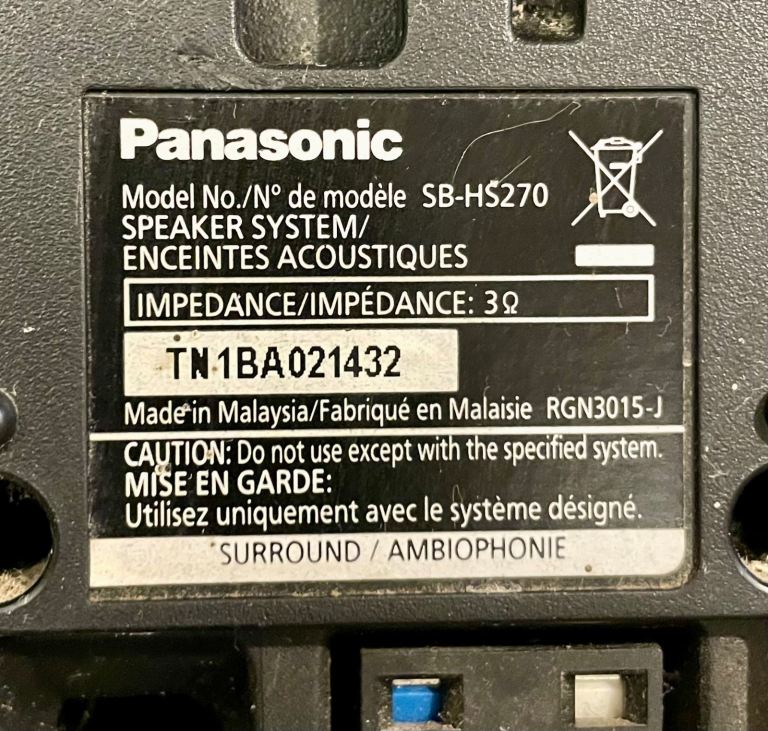 Panasonic
Model No./N° de modèle SB-HS270
SPEAKER SYSTEM/
ENCEINTES ACOUSTIQUES
IMPEDANCE/IMPÉDANCE: 3Ω
TN1BA021432
Made in Malaysia/Fabriqué en Malaisie RGN3015-J
CAUTION: Do not use except with the specified system.
MISE EN GARDE:
Utilisez uniquement avec le système désigné.
SURROUND / AMBIOPHONIE